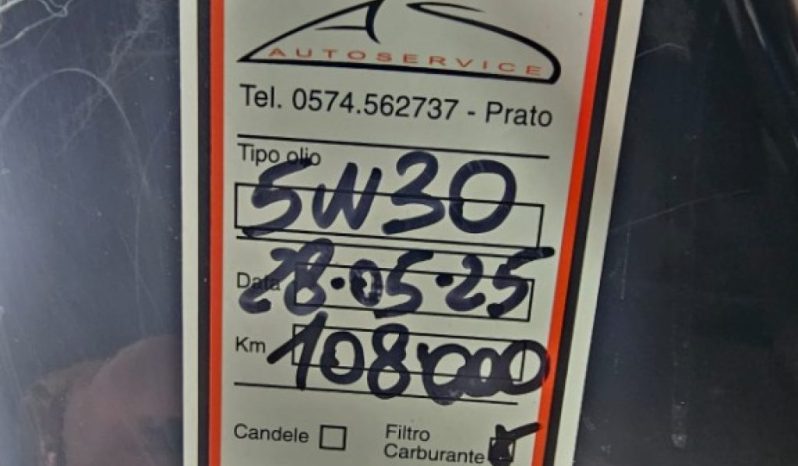 AUTOSERVICE
Tel. 0574.562737 - Prato
Tipo olio
5W30
Data 28.05.25
Km 108000
Candele
Filtro
Carburante